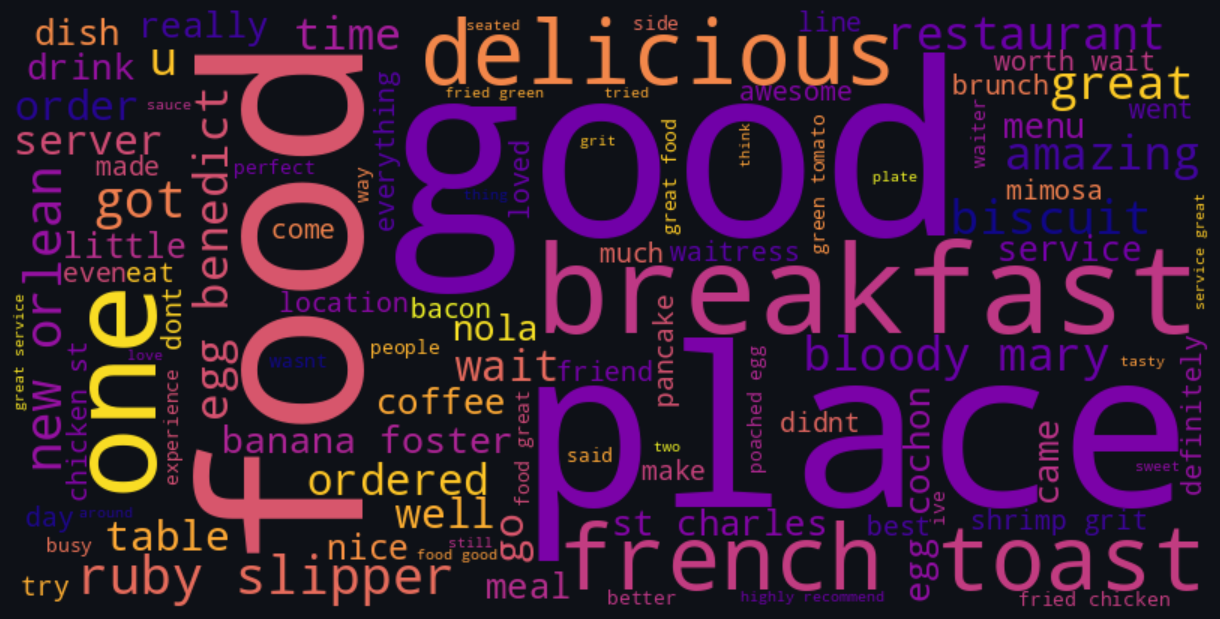 dish
really
time
delicious
seated
side
line
restaurant
drink
u
worth wait
brunch
great
order
sauce
fried green
tried
awesome
went
server
egg benedict
food
everything
good
grit
great food
think
green tomato
plate
waiter
menu
amazing
made
perfect
way
loved
thing
mimosa
got
come
biscuit
new orlean
little
much
waitress
service
service great
even
eat
location
bacon
breakfast
great service
one
dont
nola
pancake
chicken st
love
wasnt
people
wait
friend
place
bloody mary
tasty
definitely
experience
coffee
food great
poached egg
didnt
egg cochon
came
banana foster
said
two
make
sweet
ordered
ive
day
around
well
go
st charles
best
shrimp grit
busy
table
nice
still
food good
french toast
try
ruby slipper
meal
better
highly recommend
fried chicken